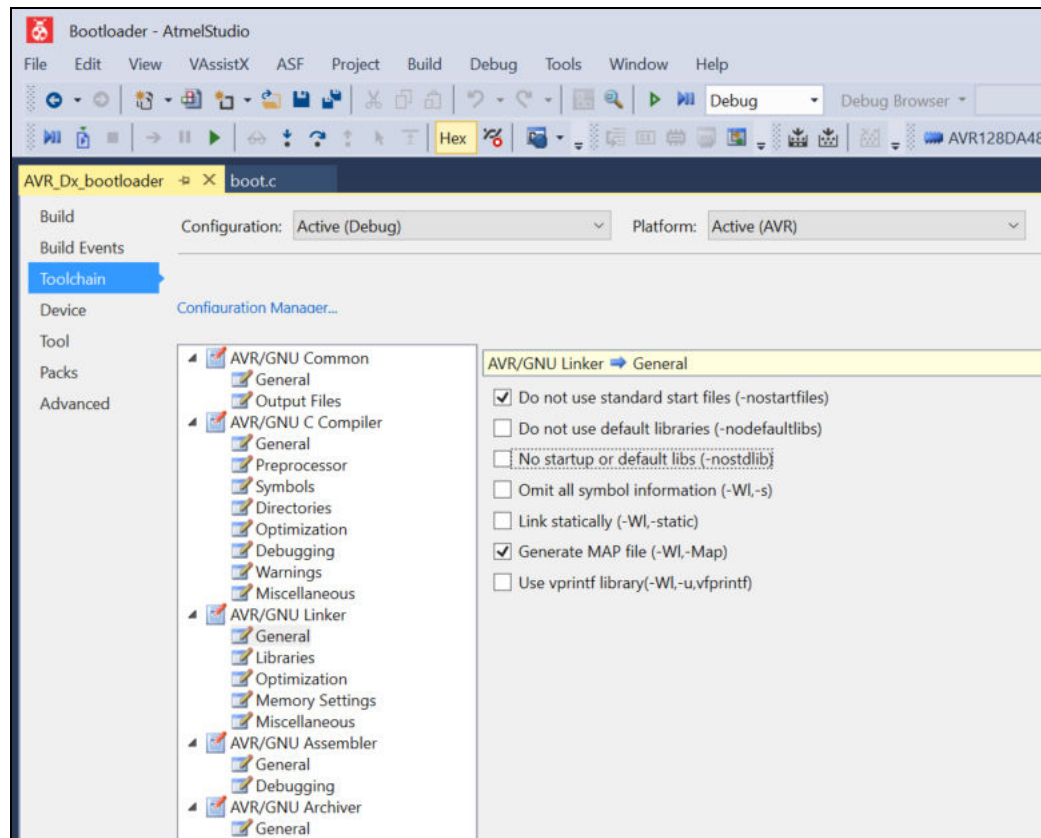 Bootloader - AtmelStudio
File Edit View VAssistX ASF Project Build Debug Tools Window Help
Debug Debug Browser
Hex AVR128DA48
AVR_Dx_bootloader boot.c
Build
Configuration: Active (Debug) Platform: Active (AVR)
Build Events
Toolchain
Device
Configuration Manager...
Tool
Packs
Advanced
AVR/GNU Common
General
Output Files
AVR/GNU C Compiler
General
Preprocessor
Symbols
Directories
Optimization
Debugging
Warnings
Miscellaneous
AVR/GNU Linker
General
Libraries
Optimization
Memory Settings
Miscellaneous
AVR/GNU Assembler
General
Debugging
AVR/GNU Archiver
General
AVR/GNU Linker General
Do not use standard start files (-nostartfiles)
Do not use default libraries (-nodefaultlibs)
No startup or default libs (-nostdlib)
Omit all symbol information (-Wl,-s)
Link statically (-Wl,-static)
Generate MAP file (-Wl,-Map)
Use vprintf library(-Wl,-u,vfprintf)